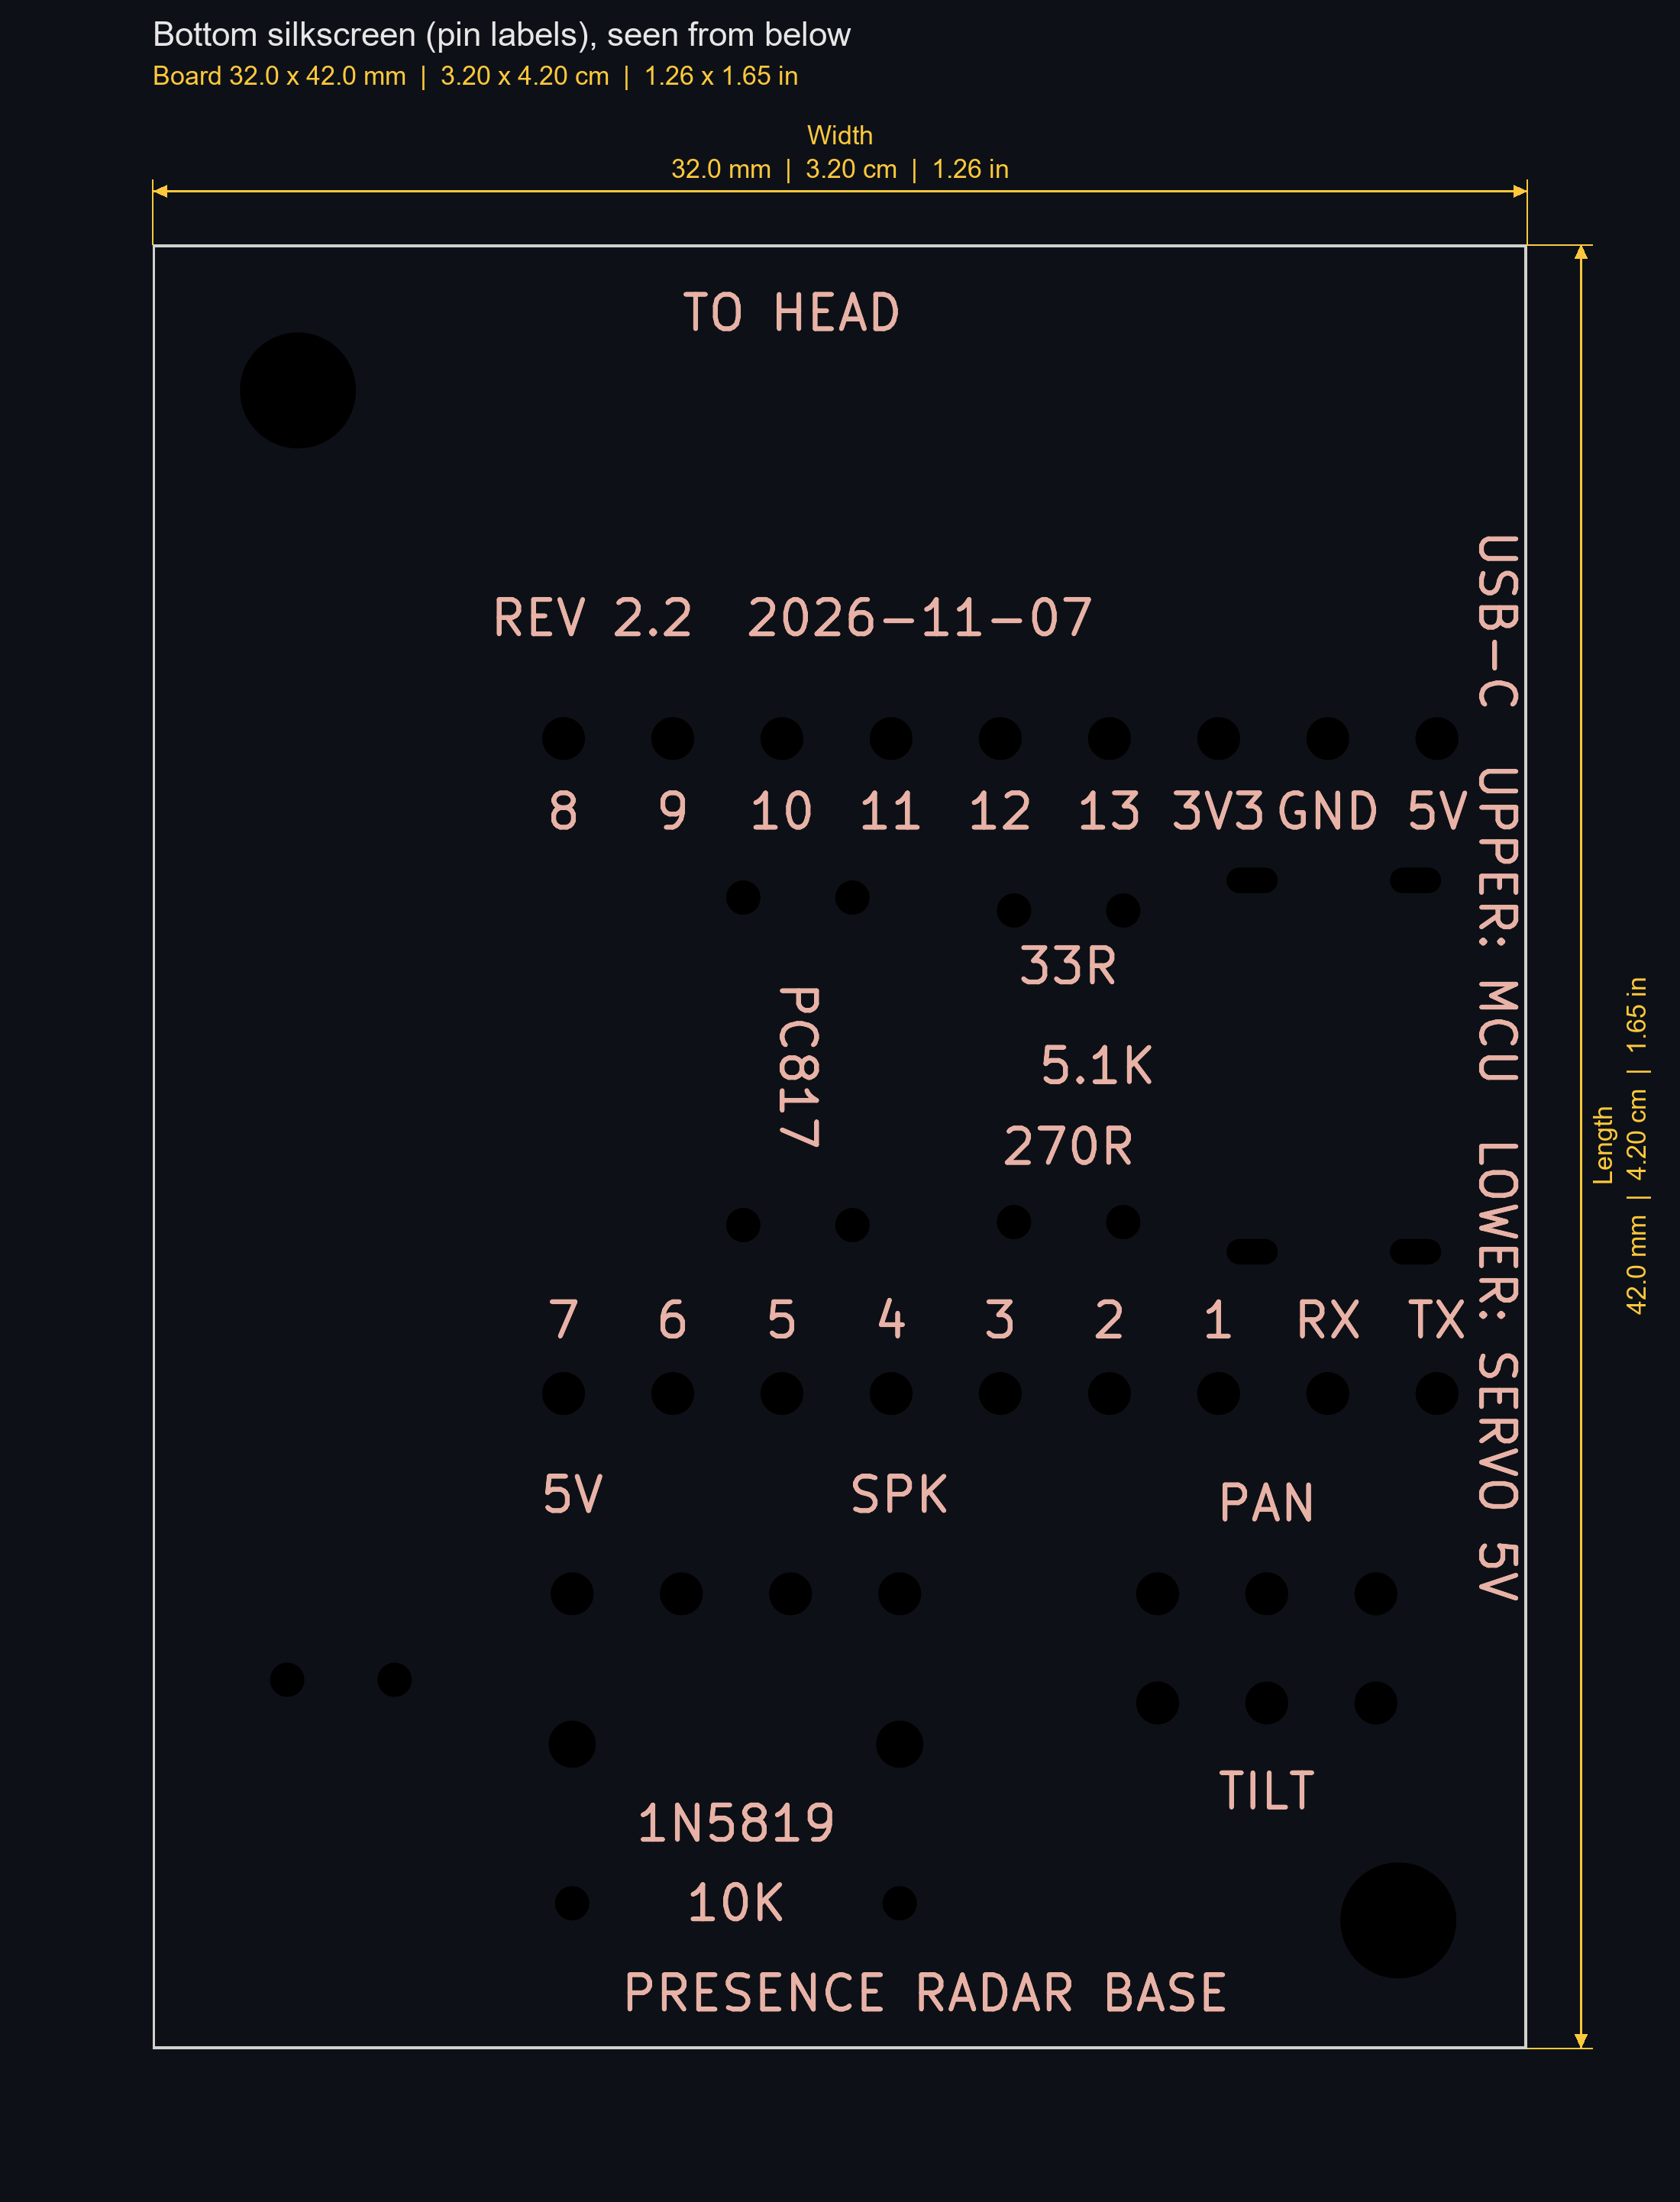 Bottom silkscreen (pin labels), seen from below
Board 32.0 x 42.0 mm | 3.20 x 4.20 cm | 1.26 x 1.65 in
Width
32.0 mm | 3.20 cm | 1.26 in
TO HEAD
REV 2.2 2026-11-07
8 9 10 11 12 13 3V3 GND 5V
33R
PC817
5.1K
270R
7 6 5 4 3 2 1 RX TX
5V SPK PAN
TILT
1N5819
10K
PRESENCE RADAR BASE
USB-C UPPER: MCU LOWER: SERVO 5V
Length
42.0 mm | 4.20 cm | 1.65 in